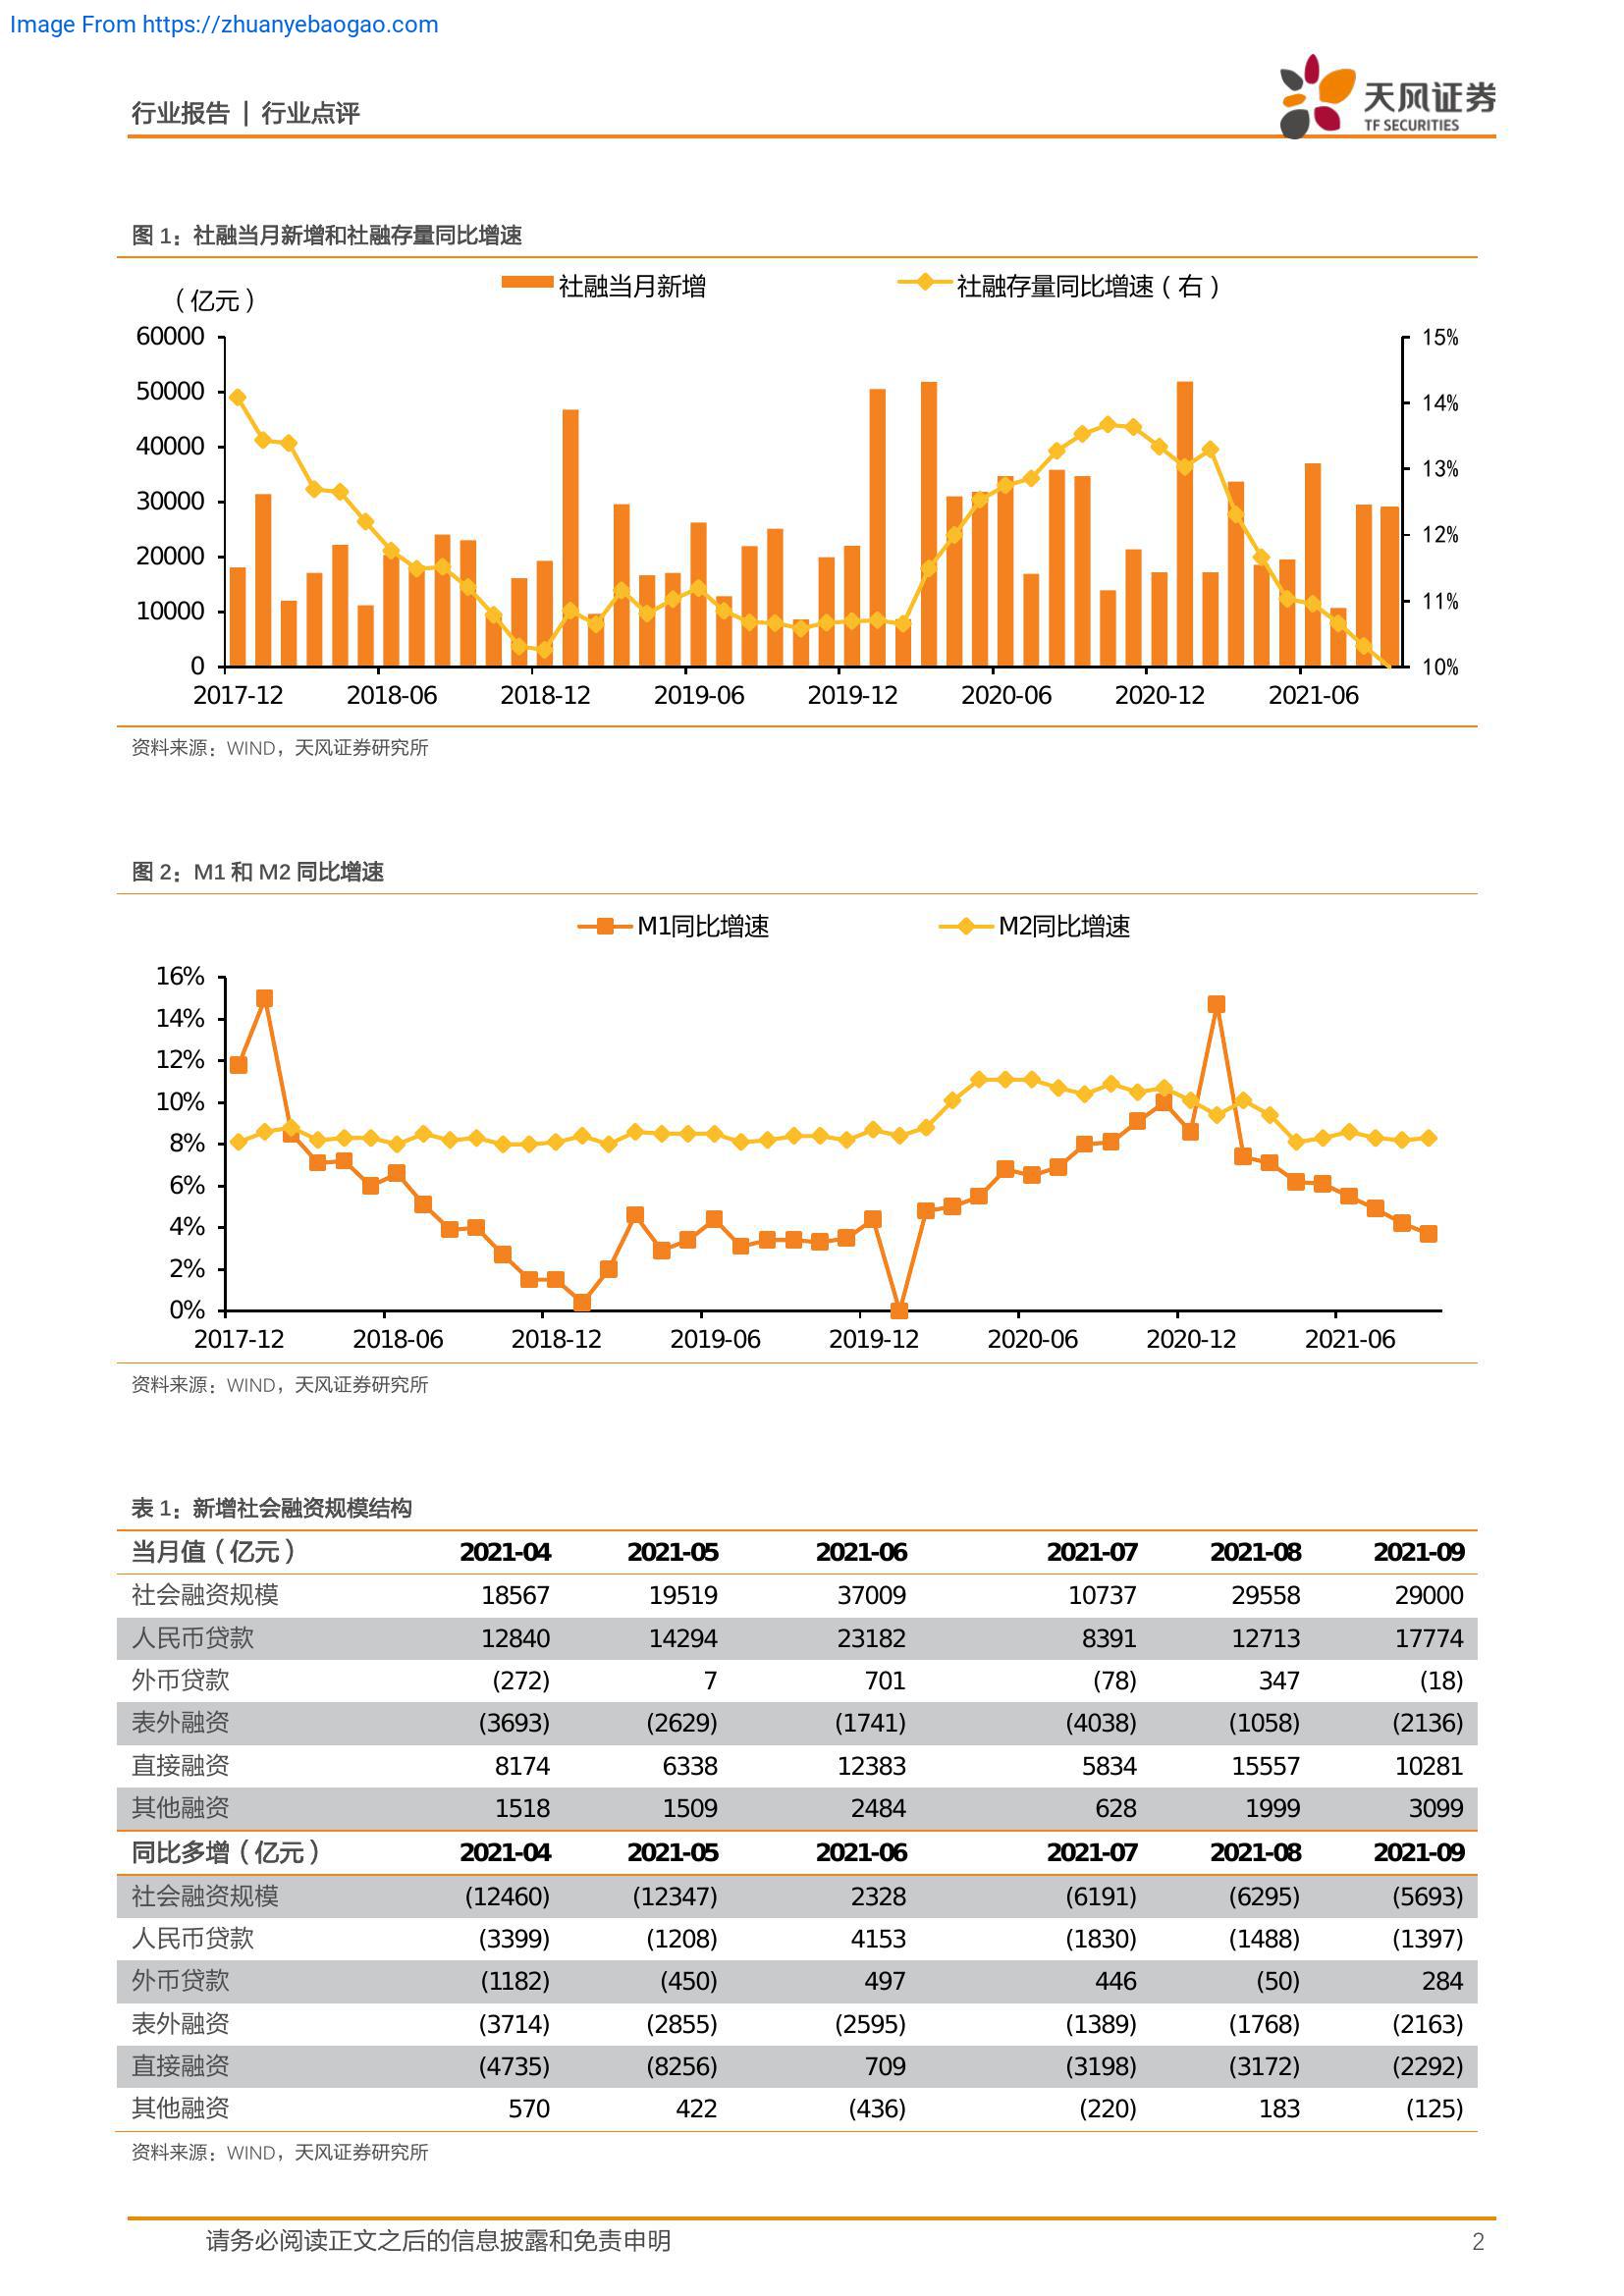 Image From https://zhuanyebaogao.com
行业报告 | 行业点评
天风证券
TF SECURITIES
图 1：社融当月新增和社融存量同比增速
（亿元） 社融当月新增 社融存量同比增速（右）
60000 15%
50000 14%
40000 13%
30000
20000 12%
10000 11%
0 10%
2017-12 2018-06 2018-12 2019-06 2019-12 2020-06 2020-12 2021-06
资料来源：WIND，天风证券研究所
图 2：M1 和 M2 同比增速
M1同比增速 M2同比增速
16%
14%
12%
10%
8%
6%
4%
2%
0%
2017-12 2018-06 2018-12 2019-06 2019-12 2020-06 2020-12 2021-06
资料来源：WIND，天风证券研究所
表 1：新增社会融资规模结构
当月值（亿元） 2021-04 2021-05 2021-06 2021-07 2021-08 2021-09
社会融资规模 18567 19519 37009 10737 29558 29000
人民币贷款 12840 14294 23182 8391 12713 17774
外币贷款 (272) 7 701 (78) 347 (18)
表外融资 (3693) (2629) (1741) (4038) (1058) (2136)
直接融资 8174 6338 12383 5834 15557 10281
其他融资 1518 1509 2484 628 1999 3099
同比多增（亿元） 2021-04 2021-05 2021-06 2021-07 2021-08 2021-09
社会融资规模 (12460) (12347) 2328 (6191) (6295) (5693)
人民币贷款 (3399) (1208) 4153 (1830) (1488) (1397)
外币贷款 (1182) (450) 497 446 (50) 284
表外融资 (3714) (2855) (2595) (1389) (1768) (2163)
直接融资 (4735) (8256) 709 (3198) (3172) (2292)
其他融资 570 422 (436) (220) 183 (125)
资料来源：WIND，天风证券研究所
请务必阅读正文之后的信息披露和免责申明 2